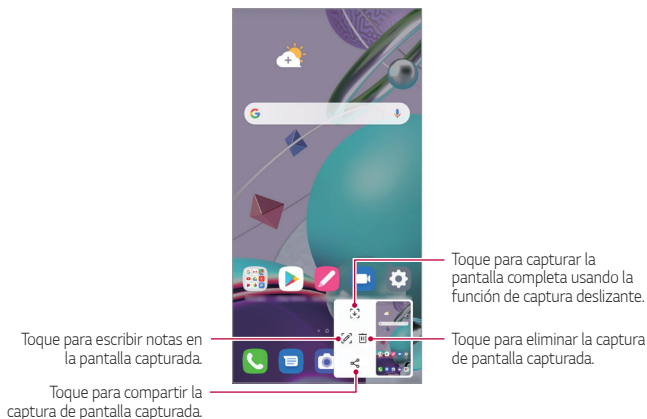 Toque para capturar la
pantalla completa usando la
función de captura deslizante.
Toque para escribir notas en
la pantalla capturada.
Toque para eliminar la captura
de pantalla capturada.
Toque para compartir la
captura de pantalla capturada.